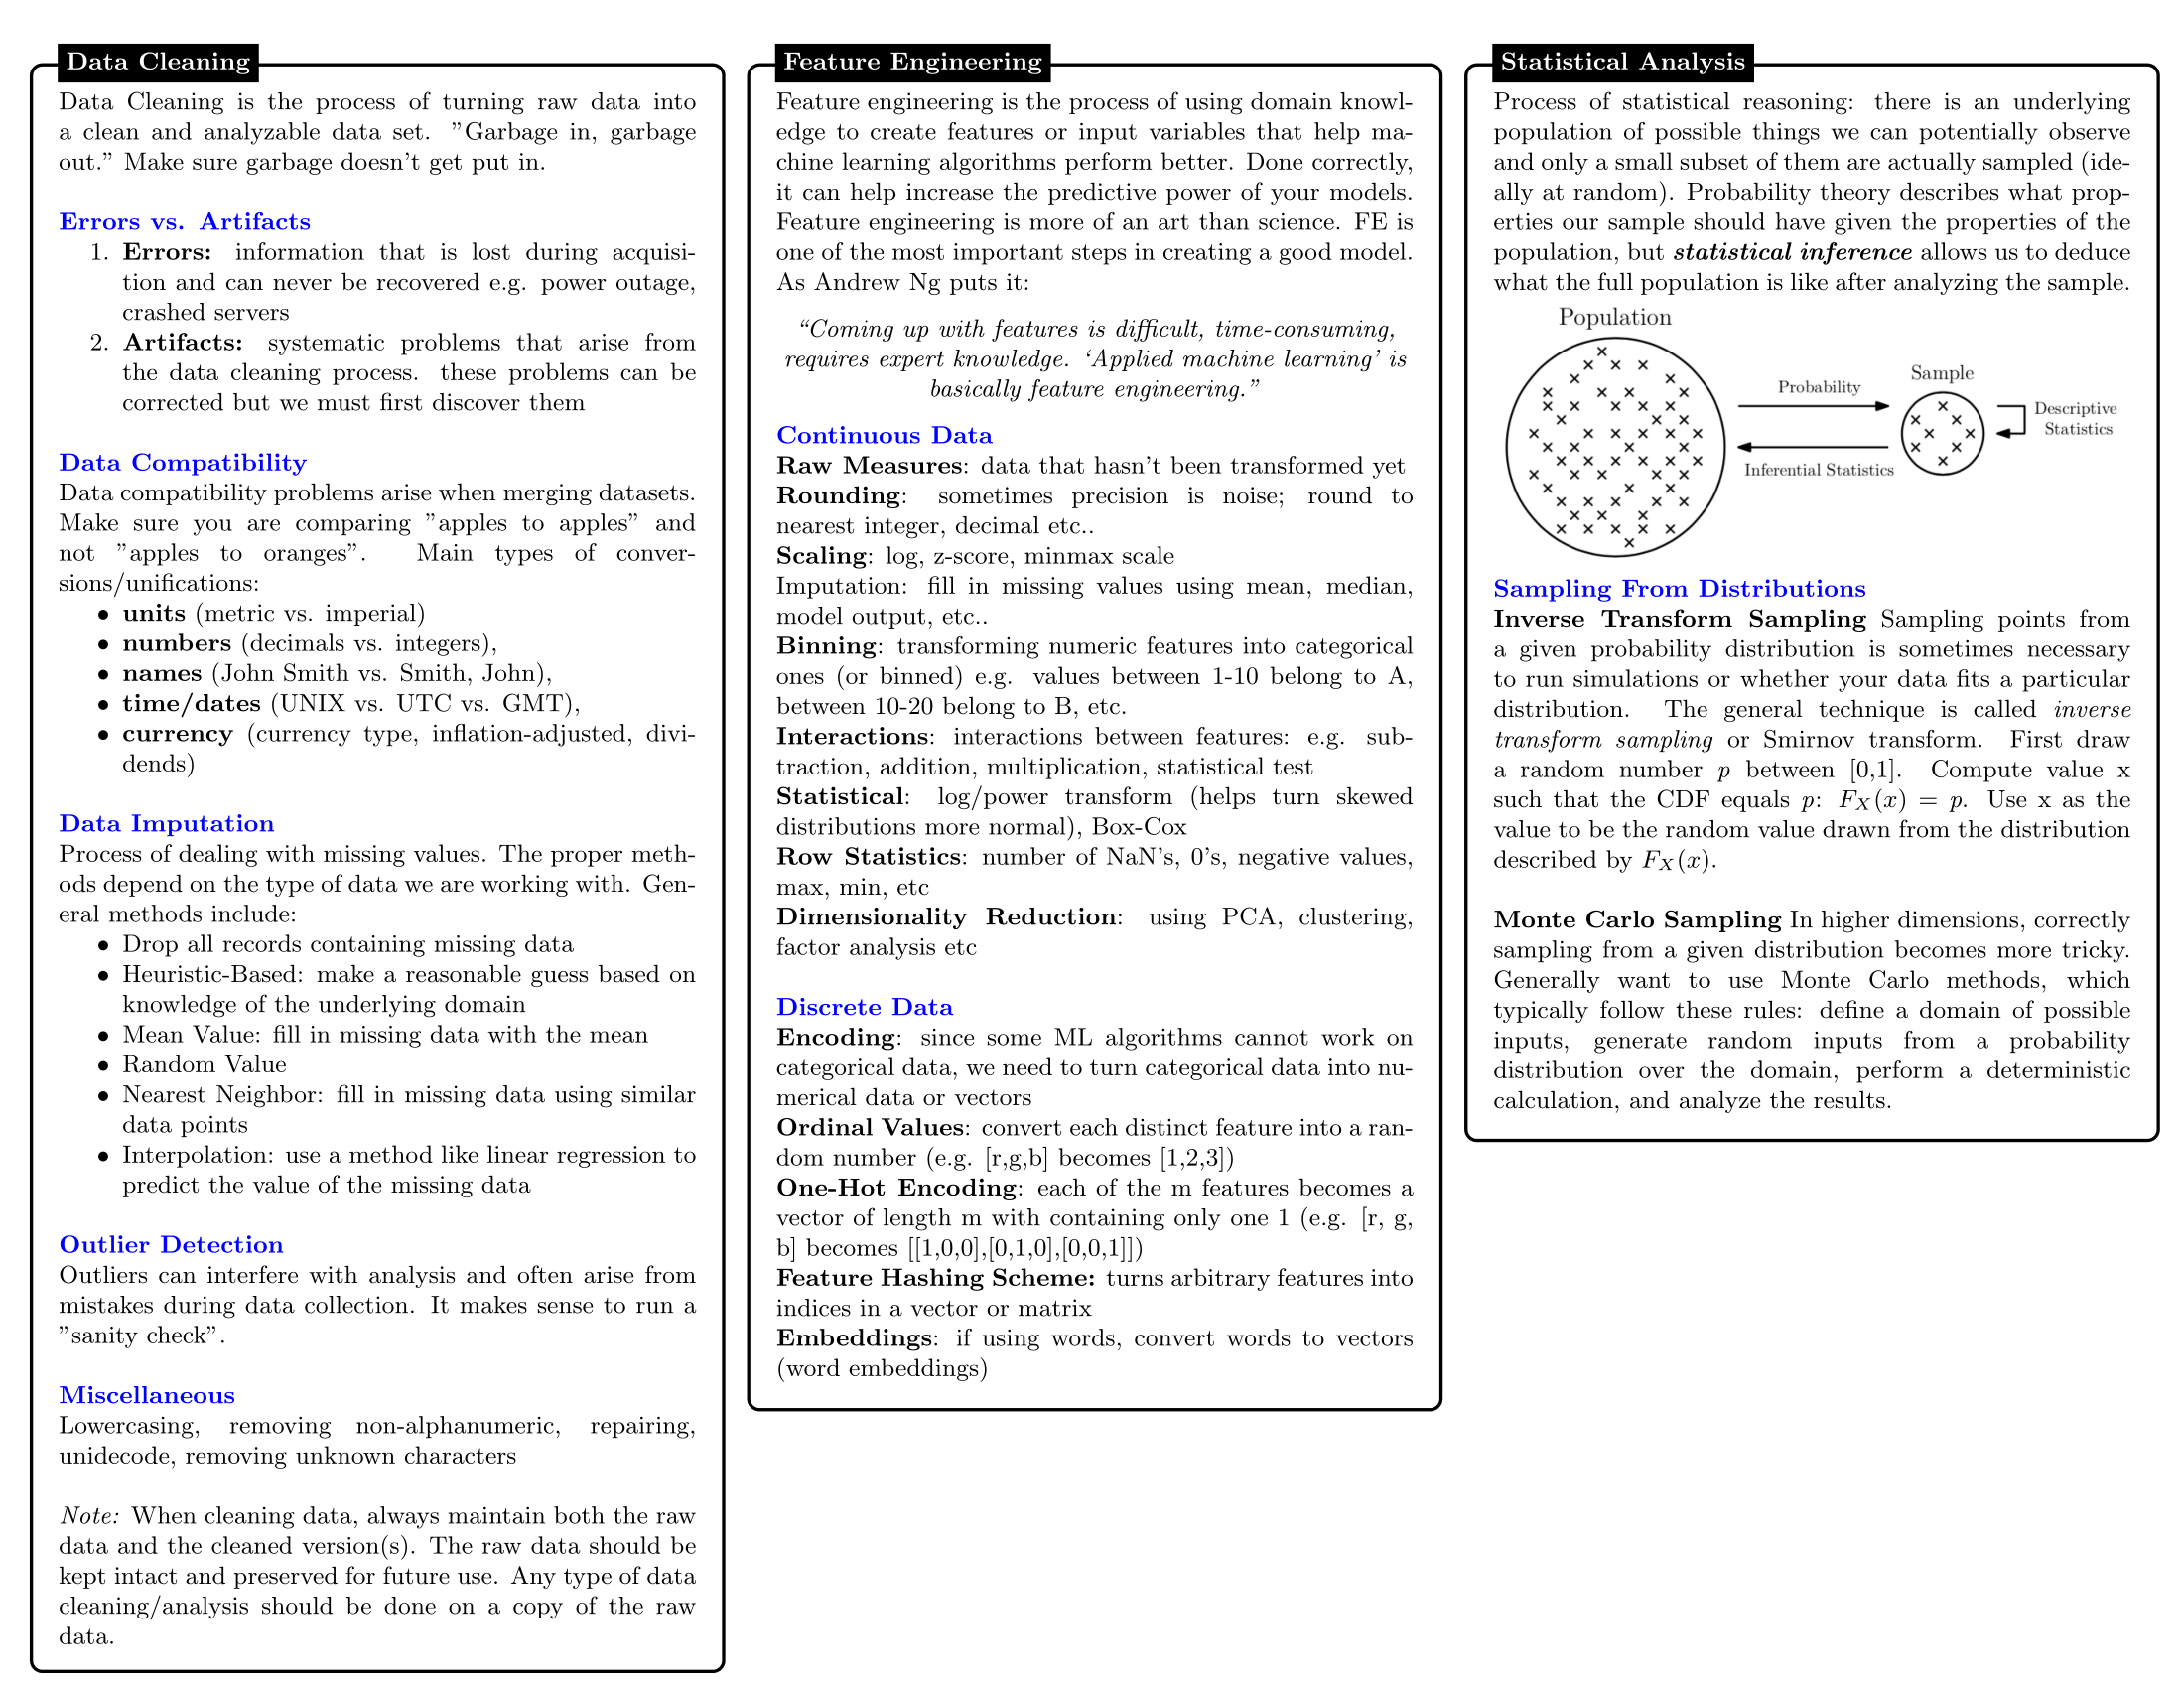 Data Cleaning
Data Cleaning is the process of turning raw data into
a clean and analyzable data set. ”Garbage in, garbage
out.” Make sure garbage doesn’t get put in.
Errors vs. Artifacts
1. Errors: information that is lost during acquisi-
tion and can never be recovered e.g. power outage,
crashed servers
2. Artifacts: systematic problems that arise from
the data cleaning process. these problems can be
corrected but we must first discover them
Data Compatibility
Data compatibility problems arise when merging datasets.
Make sure you are comparing ”apples to apples” and
not ”apples to oranges”. Main types of conver-
sions/unifications:
• units (metric vs. imperial)
• numbers (decimals vs. integers),
• names (John Smith vs. Smith, John),
• time/dates (UNIX vs. UTC vs. GMT),
• currency (currency type, inflation-adjusted, divi-
dends)
Data Imputation
Process of dealing with missing values. The proper meth-
ods depend on the type of data we are working with. Gen-
eral methods include:
• Drop all records containing missing data
• Heuristic-Based: make a reasonable guess based on
knowledge of the underlying domain
• Mean Value: fill in missing data with the mean
• Random Value
• Nearest Neighbor: fill in missing data using similar
data points
• Interpolation: use a method like linear regression to
predict the value of the missing data
Outlier Detection
Outliers can interfere with analysis and often arise from
mistakes during data collection. It makes sense to run a
”sanity check”.
Miscellaneous
Lowercasing, removing non-alphanumeric, repairing,
unidecode, removing unknown characters
Note: When cleaning data, always maintain both the raw
data and the cleaned version(s). The raw data should be
kept intact and preserved for future use. Any type of data
cleaning/analysis should be done on a copy of the raw
data.
Feature Engineering
Feature engineering is the process of using domain knowl-
edge to create features or input variables that help ma-
chine learning algorithms perform better. Done correctly,
it can help increase the predictive power of your models.
Feature engineering is more of an art than science. FE is
one of the most important steps in creating a good model.
As Andrew Ng puts it:
“Coming up with features is difficult, time-consuming,
requires expert knowledge. ‘Applied machine learning’ is
basically feature engineering.”
Continuous Data
Raw Measures: data that hasn’t been transformed yet
Rounding: sometimes precision is noise; round to
nearest integer, decimal etc..
Scaling: log, z-score, minmax scale
Imputation: fill in missing values using mean, median,
model output, etc..
Binning: transforming numeric features into categorical
ones (or binned) e.g. values between 1-10 belong to A,
between 10-20 belong to B, etc.
Interactions: interactions between features: e.g. sub-
traction, addition, multiplication, statistical test
Statistical: log/power transform (helps turn skewed
distributions more normal), Box-Cox
Row Statistics: number of NaN’s, 0’s, negative values,
max, min, etc
Dimensionality Reduction: using PCA, clustering,
factor analysis etc
Discrete Data
Encoding: since some ML algorithms cannot work on
categorical data, we need to turn categorical data into nu-
merical data or vectors
Ordinal Values: convert each distinct feature into a ran-
dom number (e.g. [r,g,b] becomes [1,2,3])
One-Hot Encoding: each of the m features becomes a
vector of length m with containing only one 1 (e.g. [r, g,
b] becomes [[1,0,0],[0,1,0],[0,0,1]])
Feature Hashing Scheme: turns arbitrary features into
indices in a vector or matrix
Embeddings: if using words, convert words to vectors
(word embeddings)
Statistical Analysis
Process of statistical reasoning: there is an underlying
population of possible things we can potentially observe
and only a small subset of them are actually sampled (ide-
ally at random). Probability theory describes what prop-
erties our sample should have given the properties of the
population, but statistical inference allows us to deduce
what the full population is like after analyzing the sample.
Population
Probability
Inferential Statistics
Sample
Descriptive
Statistics
Sampling From Distributions
Inverse Transform Sampling Sampling points from
a given probability distribution is sometimes necessary
to run simulations or whether your data fits a particular
distribution. The general technique is called inverse
transform sampling or Smirnov transform. First draw
a random number p between [0,1]. Compute value x
such that the CDF equals p: F_X(x) = p. Use x as the
value to be the random value drawn from the distribution
described by F_X(x).
Monte Carlo Sampling In higher dimensions, correctly
sampling from a given distribution becomes more tricky.
Generally want to use Monte Carlo methods, which
typically follow these rules: define a domain of possible
inputs, generate random inputs from a probability
distribution over the domain, perform a deterministic
calculation, and analyze the results.